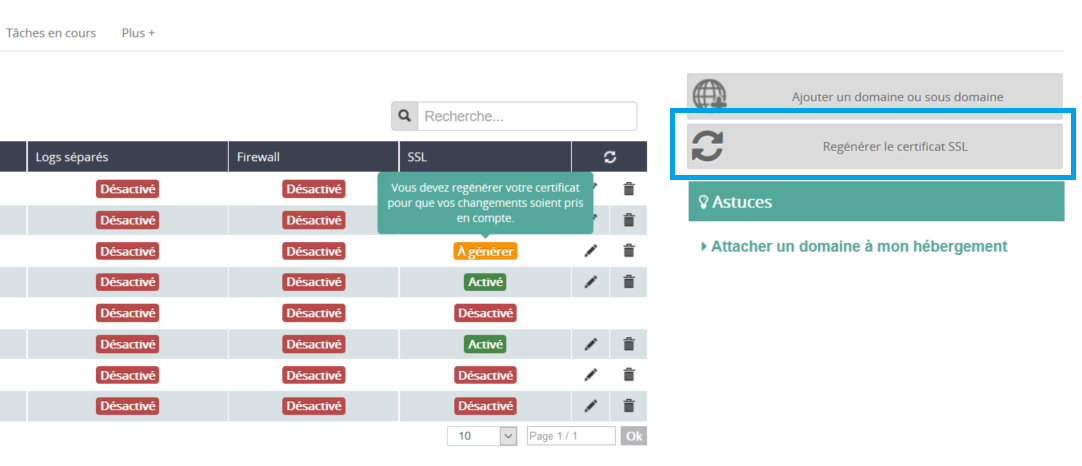 Tâches en cours Plus +
Ajouter un domaine ou sous domaine
Recherche...
Regénérer le certificat SSL
Logs séparés Firewall SSL
Désactivé Désactivé
Vous devez regénérer votre certificat
pour que vos changements soient pris
en compte.
Astuces
Désactivé Désactivé
Désactivé Désactivé À générer
Attacher un domaine à mon hébergement
Désactivé Désactivé Activé
Désactivé Désactivé Désactivé
Désactivé Désactivé Activé
Désactivé Désactivé Désactivé
Désactivé Désactivé Désactivé
10 Page 1 / 1 Ok